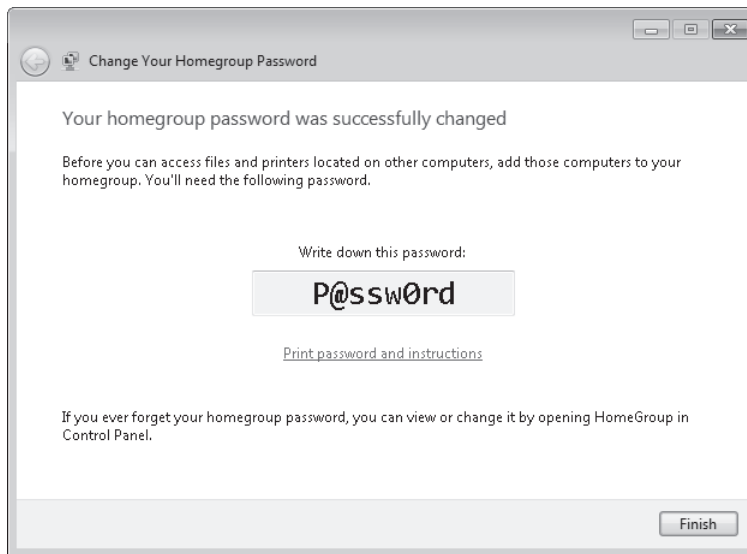 Change Your Homegroup Password
Your homegroup password was successfully changed
Before you can access files and printers located on other computers, add those computers to your
homegroup. You'll need the following password.
Write down this password:
P@ssw0rd
Print password and instructions
If you ever forget your homegroup password, you can view or change it by opening HomeGroup in
Control Panel.
Finish